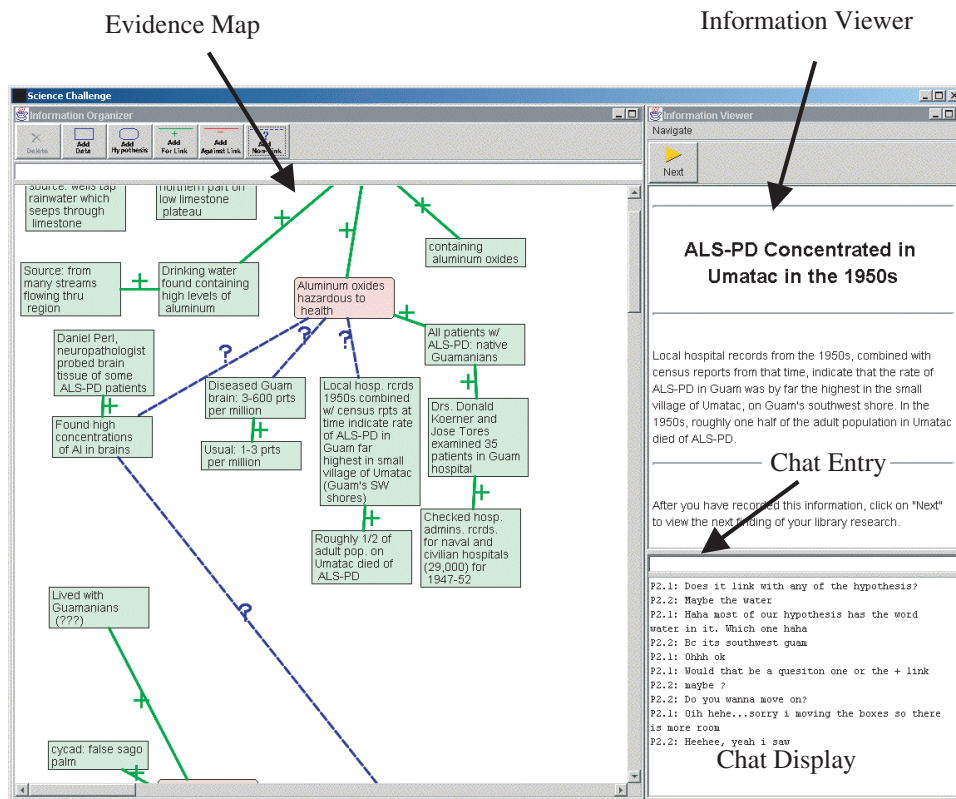 Evidence Map
Information Viewer
Science Challenge
Information Organizer
Information Viewer
Navigate
Delete
Add
Data
Add
Hypothesis
+
Add
For Link
−
Add
Against Link
?
Add
Non-Link
Next
source: wells tap
rainwater which
seeps through
limestone
northern part on
low limestone
plateau
containing
aluminum oxides
Source: from
many streams
flowing thru
region
Drinking water
found containing
high levels of
aluminum
Aluminum oxides
hazardous to
health
Daniel Perl,
neuropathologist
probed brain
tissue of some
ALS-PD patients
All patients w/
ALS-PD: native
Guamanians
Diseased Guam
brain: 3-600 prts
per million
Local hosp. rcrds
1950s combined
w/ census rpts at
time indicate rate
of ALS-PD in
Guam far
highest in small
village of Umatac
(Guam's SW
shores)
Drs. Donald
Koerner and
Jose Tores
examined 35
patients in Guam
hospital
Found high
concentrations
of Al in brains
Usual: 1-3 prts
per million
Checked hosp.
admins. rcrds.
for naval and
civilian hospitals
(29,000) for
1947-52
Roughly 1/2 of
adult pop. on
Umatac died of
ALS-PD
Lived with
Guamanians
(???)
cycad: false sago
palm
ALS-PD Concentrated in
Umatac in the 1950s
Local hospital records from the 1950s, combined with
census reports from that time, indicate that the rate of
ALS-PD in Guam was by far the highest in the small
village of Umatac, on Guam's southwest shore. In the
1950s, roughly one half of the adult population in Umatac
died of ALS-PD.
Chat Entry
After you have recorded this information, click on "Next"
to view the next finding of your library research.
P2.1: Does it link with any of the hypothesis?
P2.2: Maybe the water
P2.1: Haha most of our hypothesis has the word
water in it. Which one haha
P2.2: Bc its southwest guam
P2.1: Ohhh ok
P2.1: Would that be a quesiton one or the + link
P2.2: maybe ?
P2.2: Do you wanna move on?
P2.1: Oih hehe...sorry i moving the boxes so there
is more room
P2.2: Heehee, yeah i saw
Chat Display